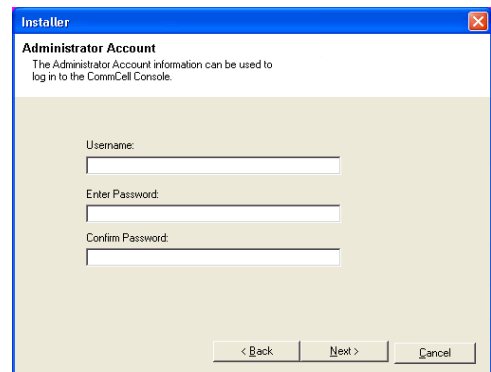 Installer
Administrator Account
The Administrator Account information can be used to
log in to the CommCell Console.
Username:
Enter Password:
Confirm Password:
< Back
Next >
Cancel